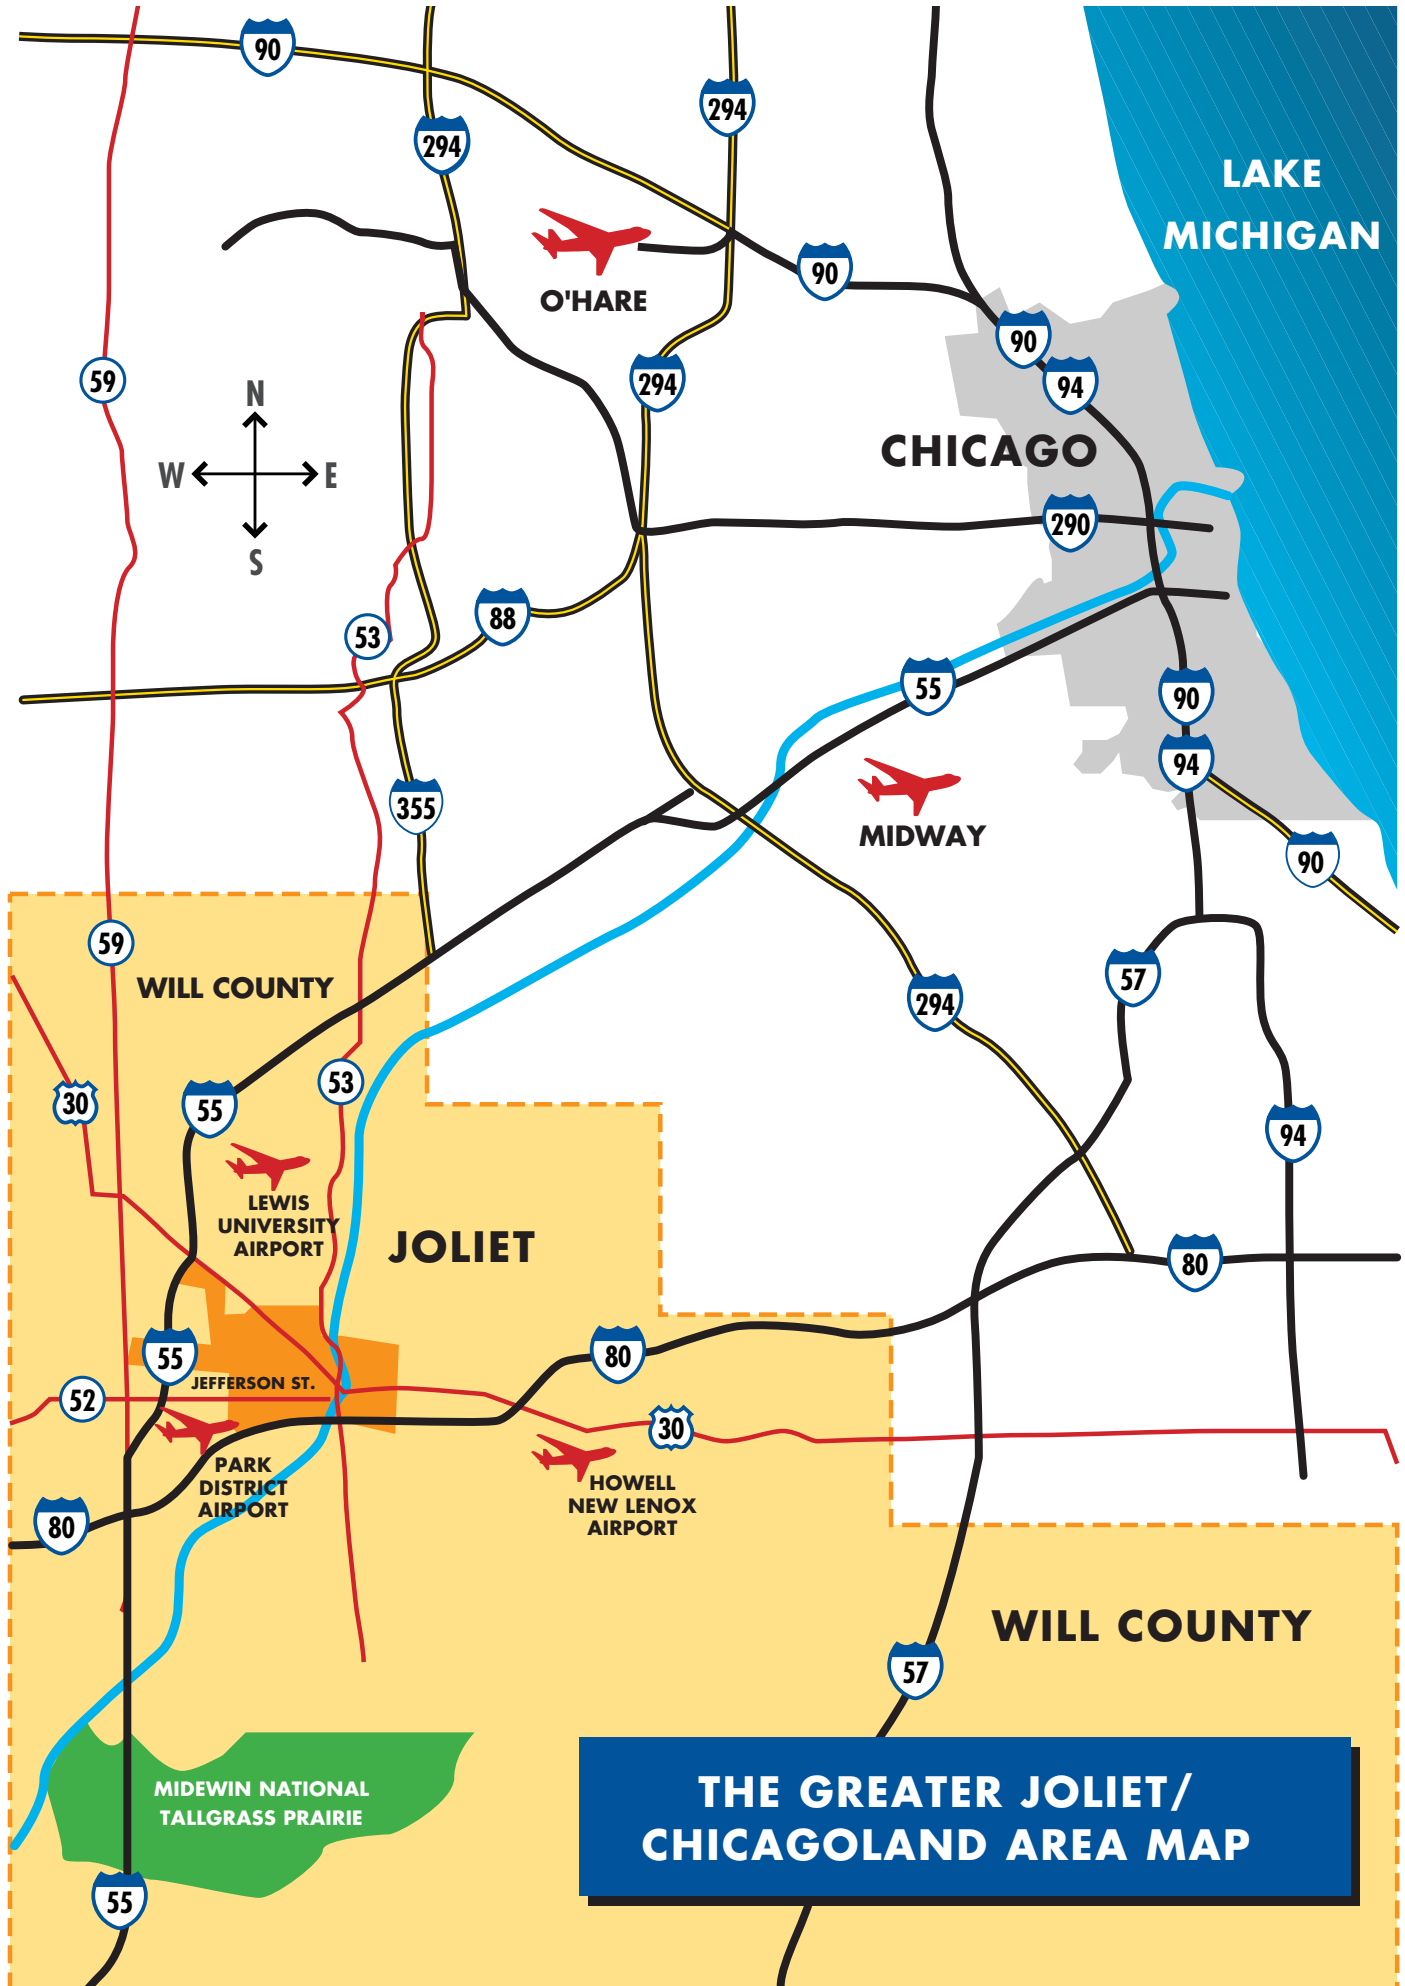 90
294
294
LAKE
MICHIGAN
90
O'HARE
90
294
94
59
N
W
E
S
CHICAGO
290
88
53
55
90
94
355
MIDWAY
90
59
WILL COUNTY
57
294
30
53
55
94
LEWIS
UNIVERSITY
AIRPORT
JOLIET
80
55
80
JEFFERSON ST.
52
30
PARK
DISTRICT
AIRPORT
HOWELL
NEW LENOX
AIRPORT
80
WILL COUNTY
57
MIDEWIN NATIONAL
TALLGRASS PRAIRIE
THE GREATER JOLIET/
CHICAGOLAND AREA MAP
55